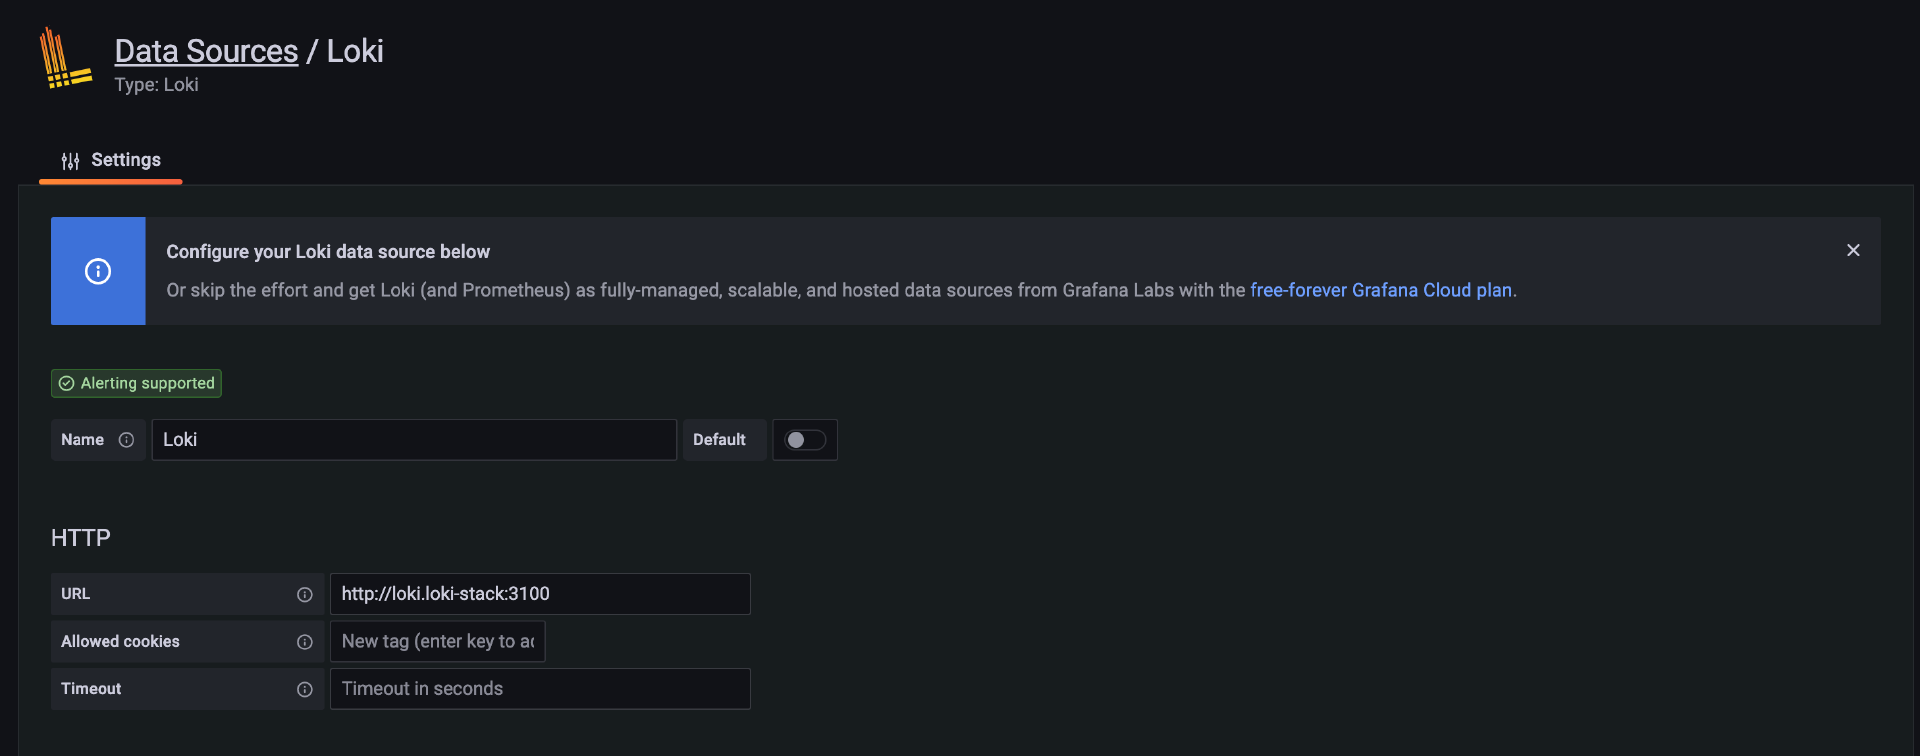 Data Sources / Loki
Type: Loki
Settings
Configure your Loki data source below
Or skip the effort and get Loki (and Prometheus) as fully-managed, scalable, and hosted data sources from Grafana Labs with the free-forever Grafana Cloud plan.
Alerting supported
Name Loki Default
HTTP
URL http://loki.loki-stack:3100
Allowed cookies New tag (enter key to ac
Timeout Timeout in seconds